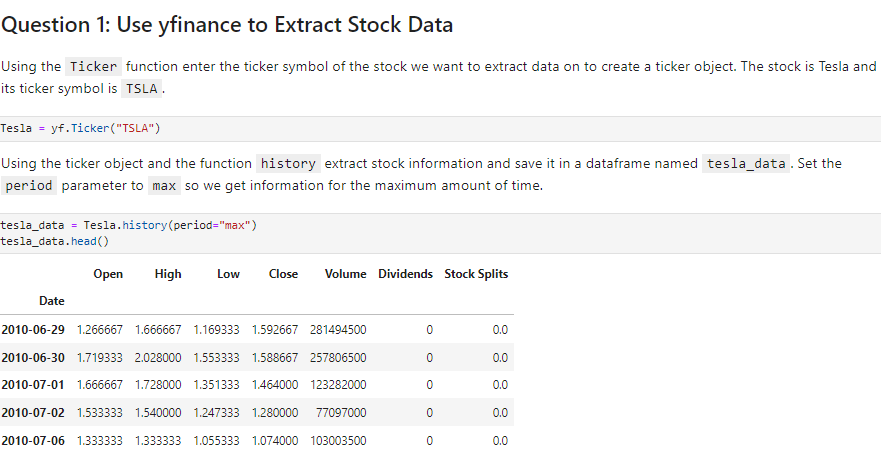 Question 1: Use yfinance to Extract Stock Data
Using the Ticker function enter the ticker symbol of the stock we want to extract data on to create a ticker object. The stock is Tesla and
its ticker symbol is TSLA.
Tesla = yf.Ticker("TSLA")
Using the ticker object and the function history extract stock information and save it in a dataframe named tesla_data. Set the
period parameter to max so we get information for the maximum amount of time.
tesla_data = Tesla.history(period="max")
tesla_data.head()
Open High Low Close Volume Dividends Stock Splits
Date
2010-06-29 1.266667 1.666667 1.169333 1.592667 281494500 0 0.0
2010-06-30 1.719333 2.028000 1.553333 1.588667 257806500 0 0.0
2010-07-01 1.666667 1.728000 1.351333 1.464000 123282000 0 0.0
2010-07-02 1.533333 1.540000 1.247333 1.280000 77097000 0 0.0
2010-07-06 1.333333 1.333333 1.055333 1.074000 103003500 0 0.0